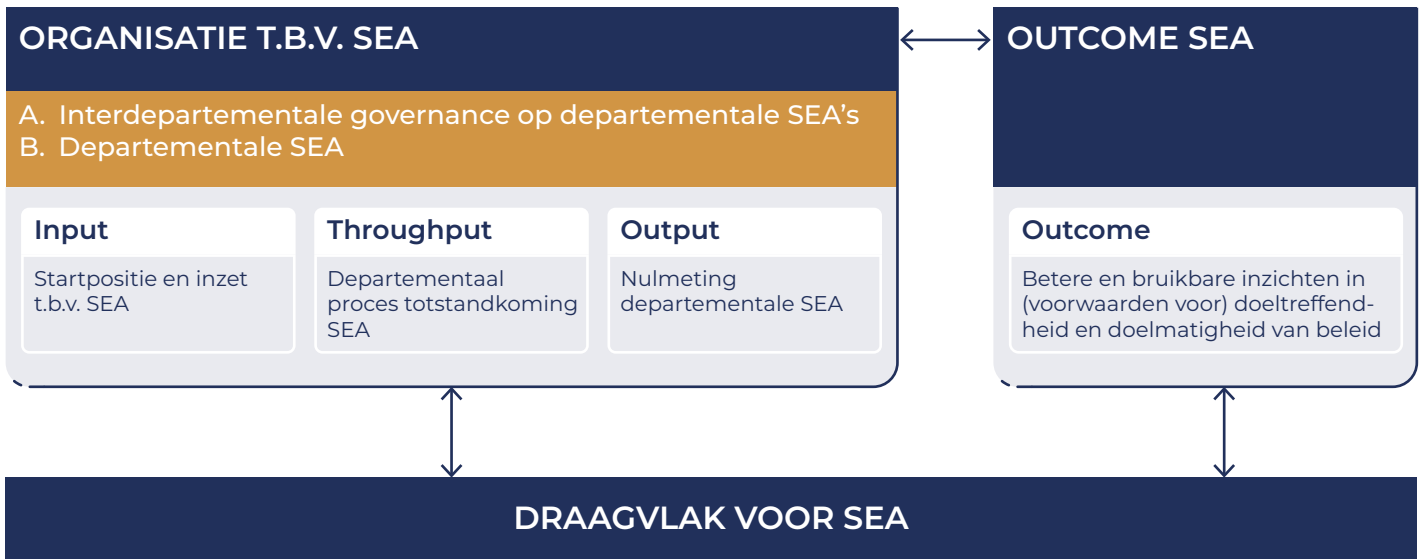 ORGANISATIE T.B.V. SEA
A. Interdepartementale governance op departementale SEA’s
B. Departementale SEA
Input
Startpositie en inzet
t.b.v. SEA
Throughput
Departementaal
proces totstandkoming
SEA
Output
Nulmeting
departementale SEA
OUTCOME SEA
Outcome
Betere en bruikbare inzichten in
(voorwaarden voor) doeltreffend-
heid en doelmatigheid van beleid
DRAAGVLAK VOOR SEA